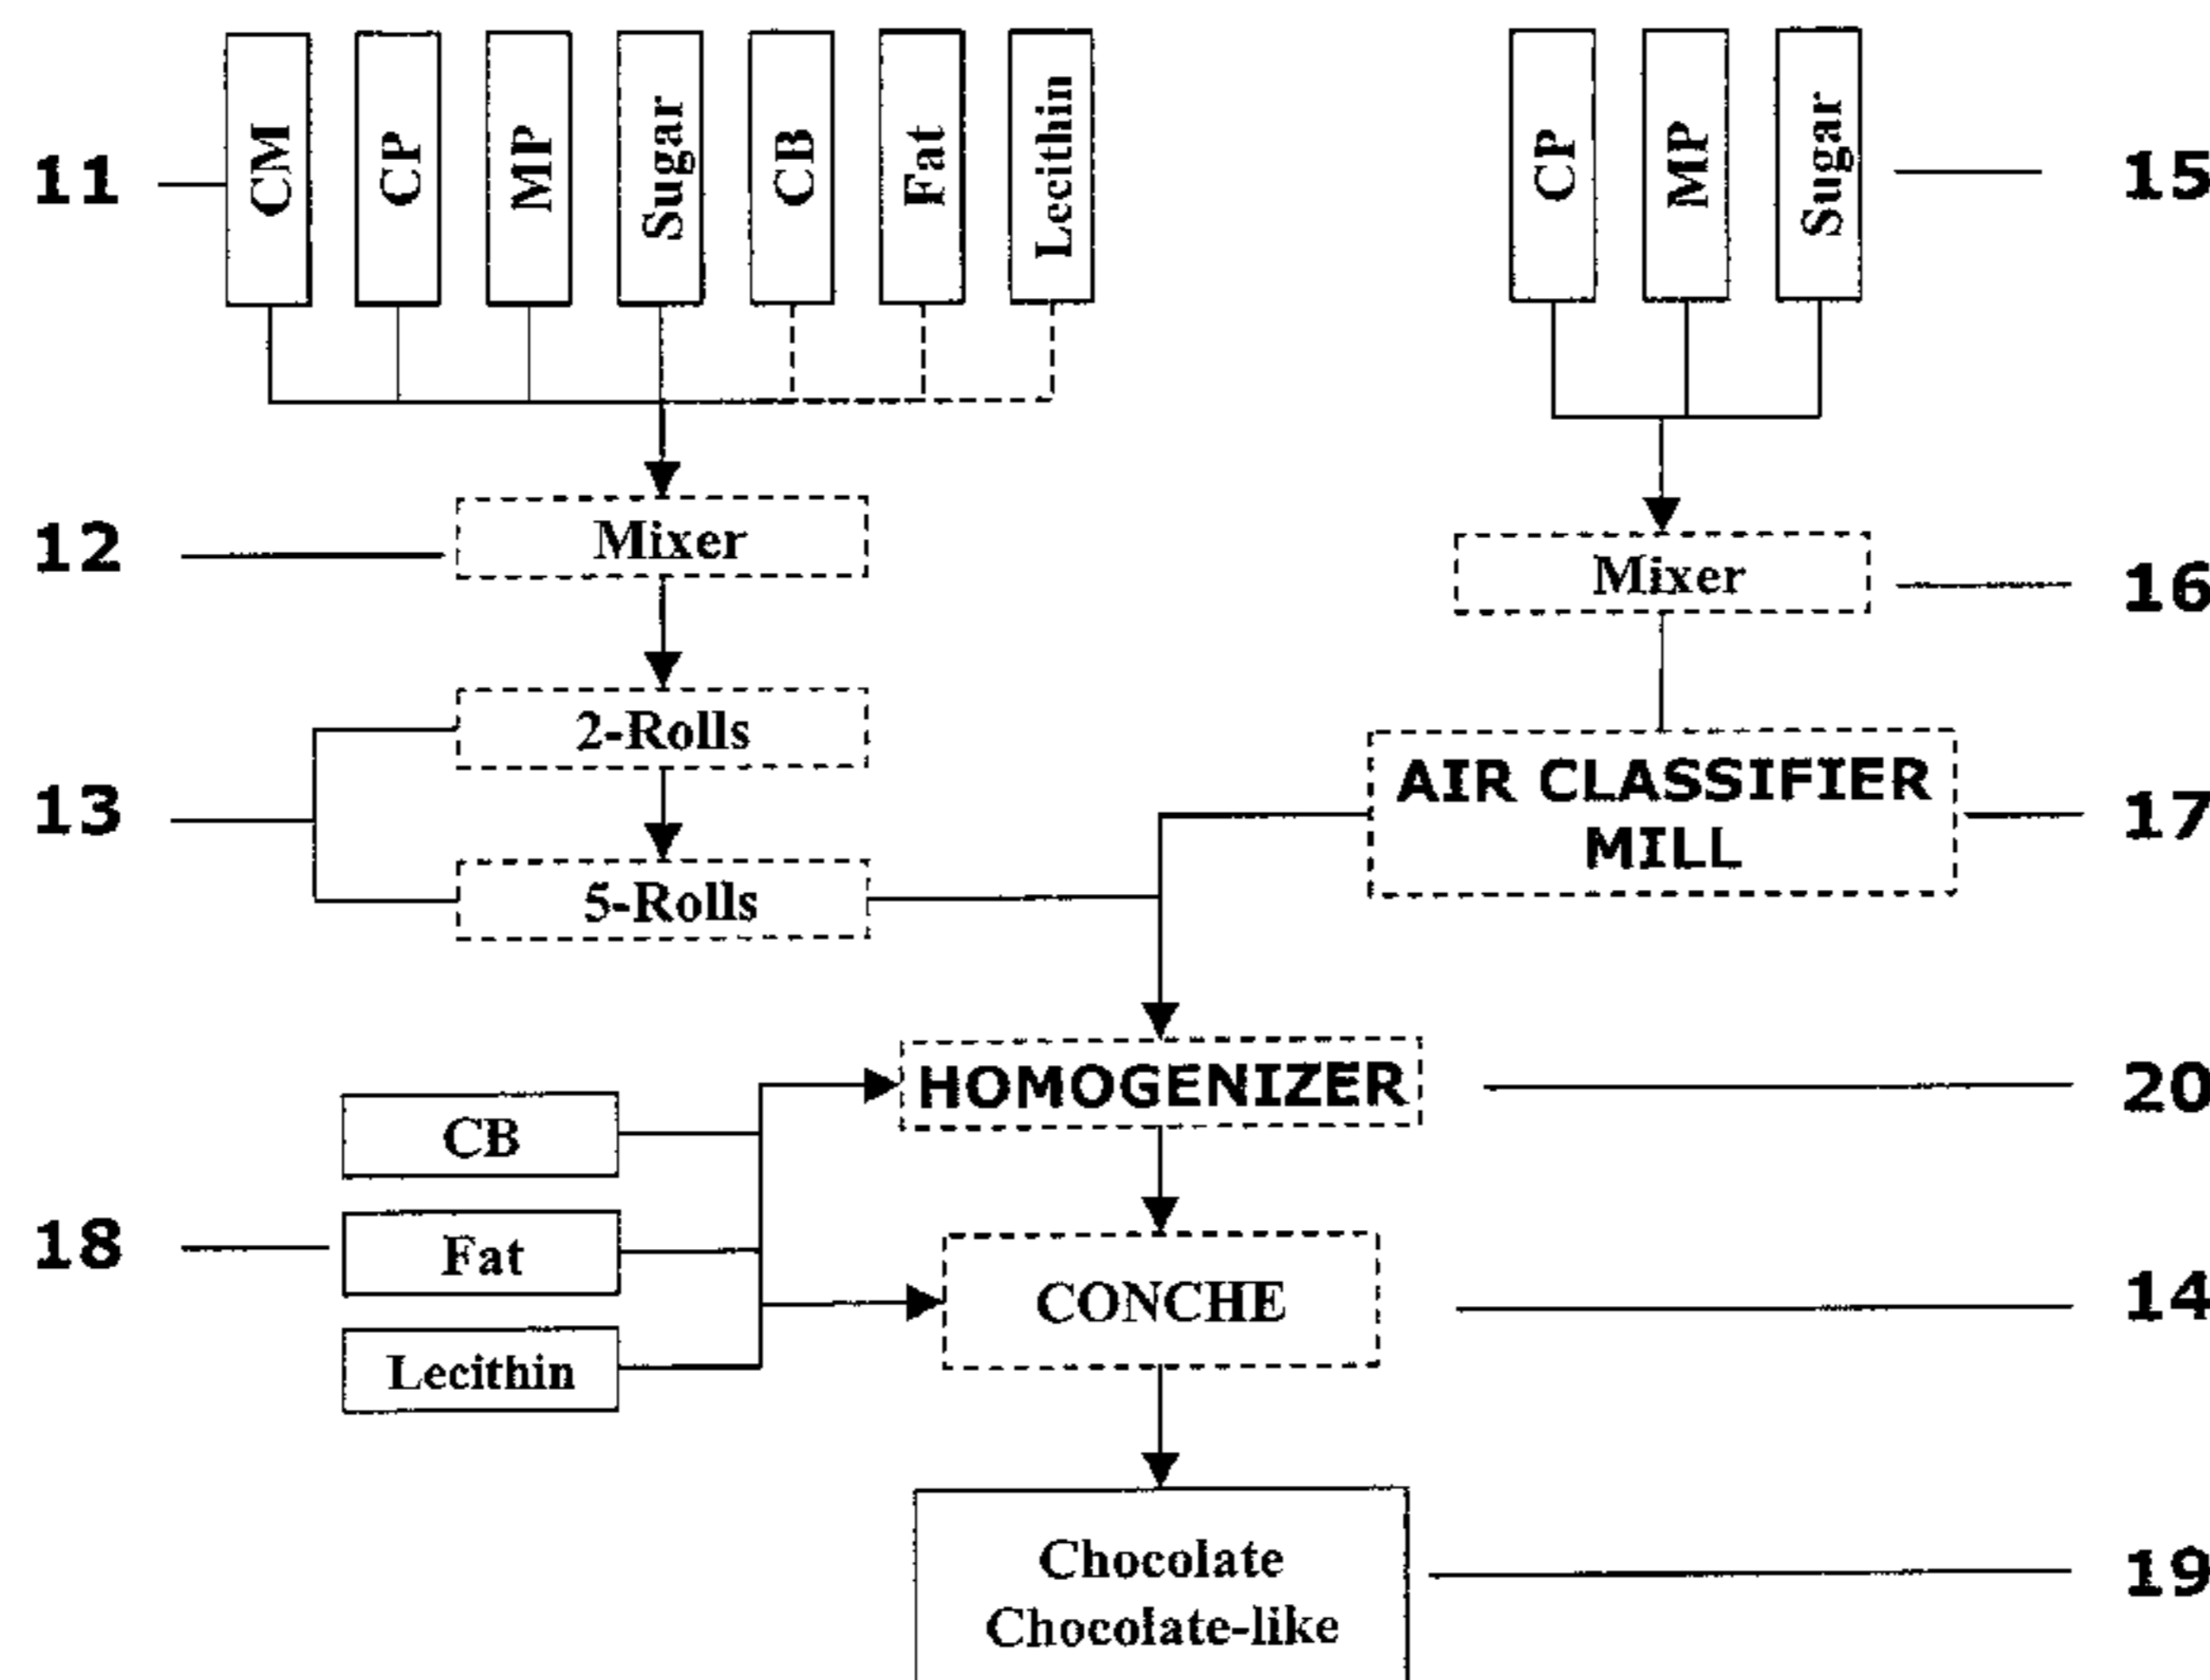 CM
CP
MP
Sugar
CB
Fat
Lecithin
CP
MP
Sugar
11
15
12
Mixer
Mixer
16
2-Rolls
13
AIR CLASSIFIER
MILL
17
5-Rolls
HOMOGENIZER
20
CB
18
Fat
CONCHE
14
Lecithin
Chocolate
Chocolate-like
19